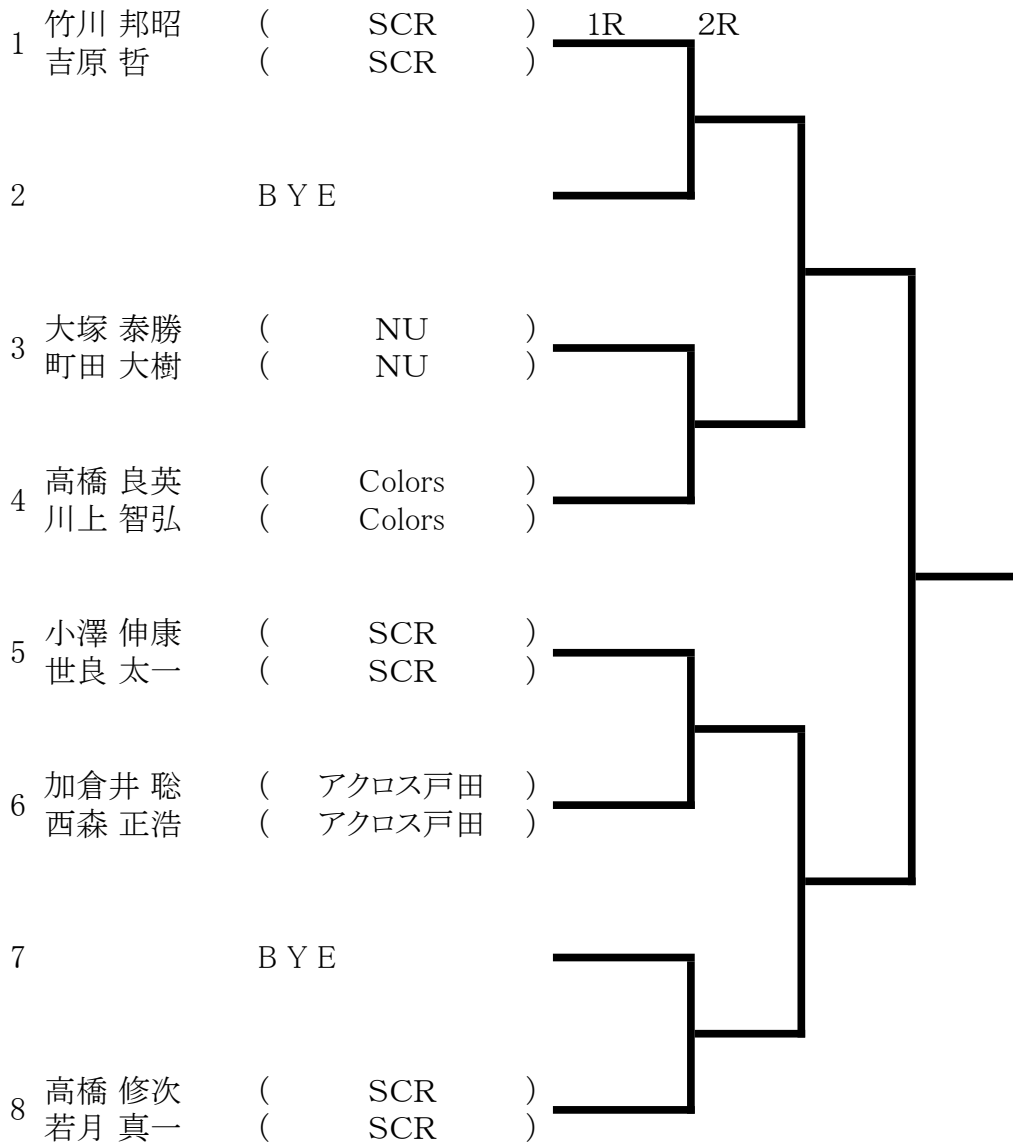 竹川 邦昭 ( SCR ) 1R 2R
1
吉原 哲 ( SCR )
2 B Y E
大塚 泰勝 ( NU )
3
町田 大樹 ( NU )
高橋 良英 ( Colors )
4
川上 智弘 ( Colors )
小澤 伸康 ( SCR )
5
世良 太一 ( SCR )
加倉井 聡 ( アクロス戸田 )
6
西森 正浩 ( アクロス戸田 )
7 B Y E
高橋 修次 ( SCR )
8
若月 真一 ( SCR )